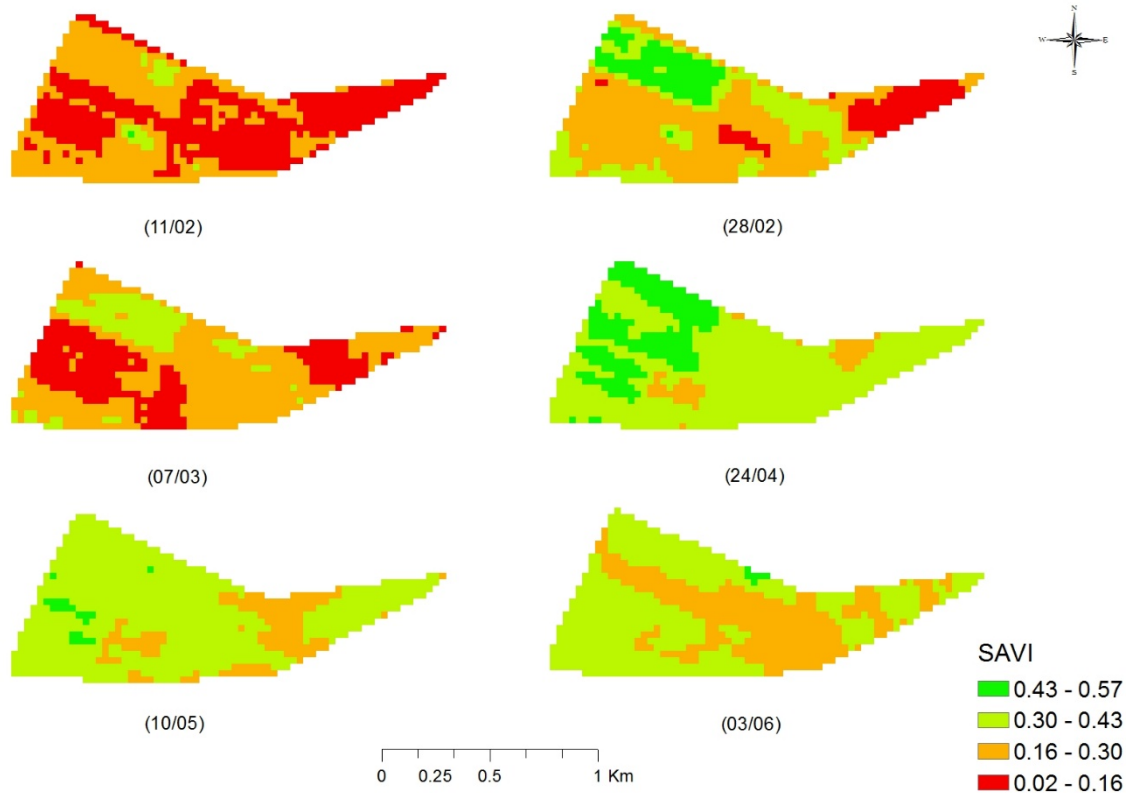 N
W E
S
(11/02)
(28/02)
(07/03)
(24/04)
(10/05)
(03/06)
SAVI
0.43 - 0.57
0.30 - 0.43
0.16 - 0.30
0.02 - 0.16
0 0.25 0.5 1 Km